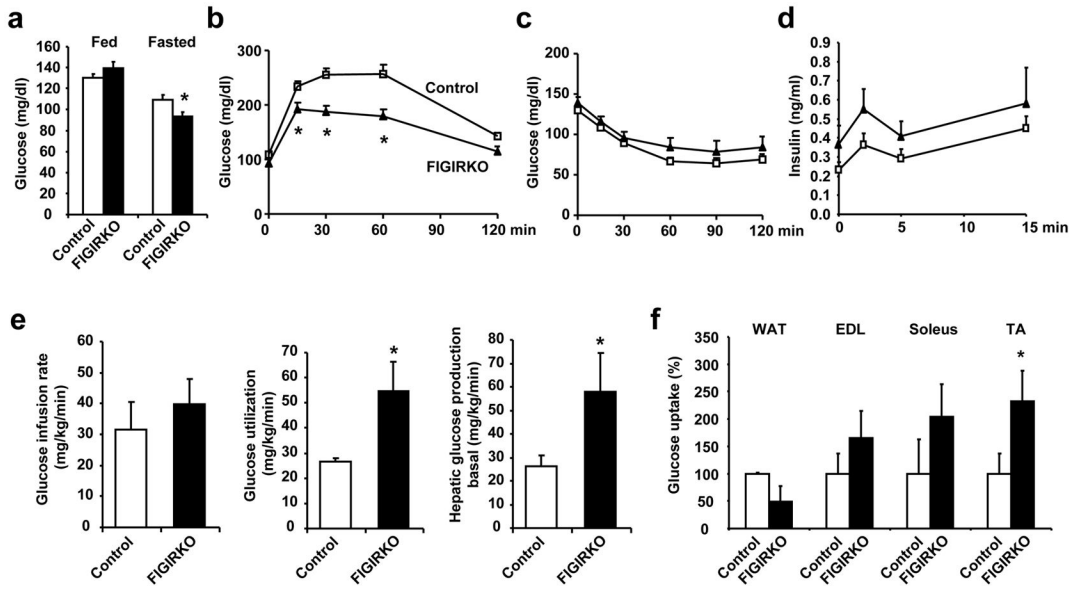 a
Fed Fasted
Glucose (mg/dl)
160
140
120
100
80
60
40
20
0
*
Control
FIGIRKO
Control
FIGIRKO
b
Glucose (mg/dl)
300
200
100
0
Control
FIGIRKO
* * *
0 30 60 90 120 min
c
Glucose (mg/dl)
200
150
100
50
0
0 15 30 60 90 120 min
d
Insulin (ng/ml)
0.9
0.8
0.7
0.6
0.5
0.4
0.3
0.2
0.1
0.0
0 5 10 15 min
e
Glucose infusion rate
(mg/kg/min)
60
50
40
30
20
10
0
Control
FIGIRKO
Glucose utilization
(mg/kg/min)
70
60
50
40
30
20
10
0
*
Control
FIGIRKO
Hepatic glucose production
basal (mg/kg/min)
80
70
60
50
40
30
20
10
0
*
Control
FIGIRKO
f
WAT EDL Soleus TA
Glucose uptake (%)
350
300
250
200
150
100
50
0
*
Control
FIGIRKO
Control
FIGIRKO
Control
FIGIRKO
Control
FIGIRKO